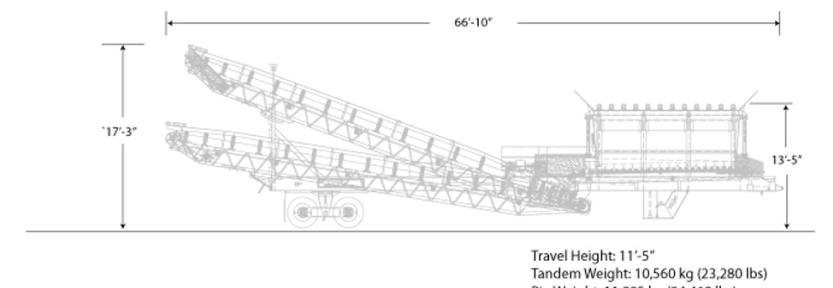 66'-10"
`17'-3"
13'-5"
Travel Height: 11'-5"
Tandem Weight: 10,560 kg (23,280 lbs)